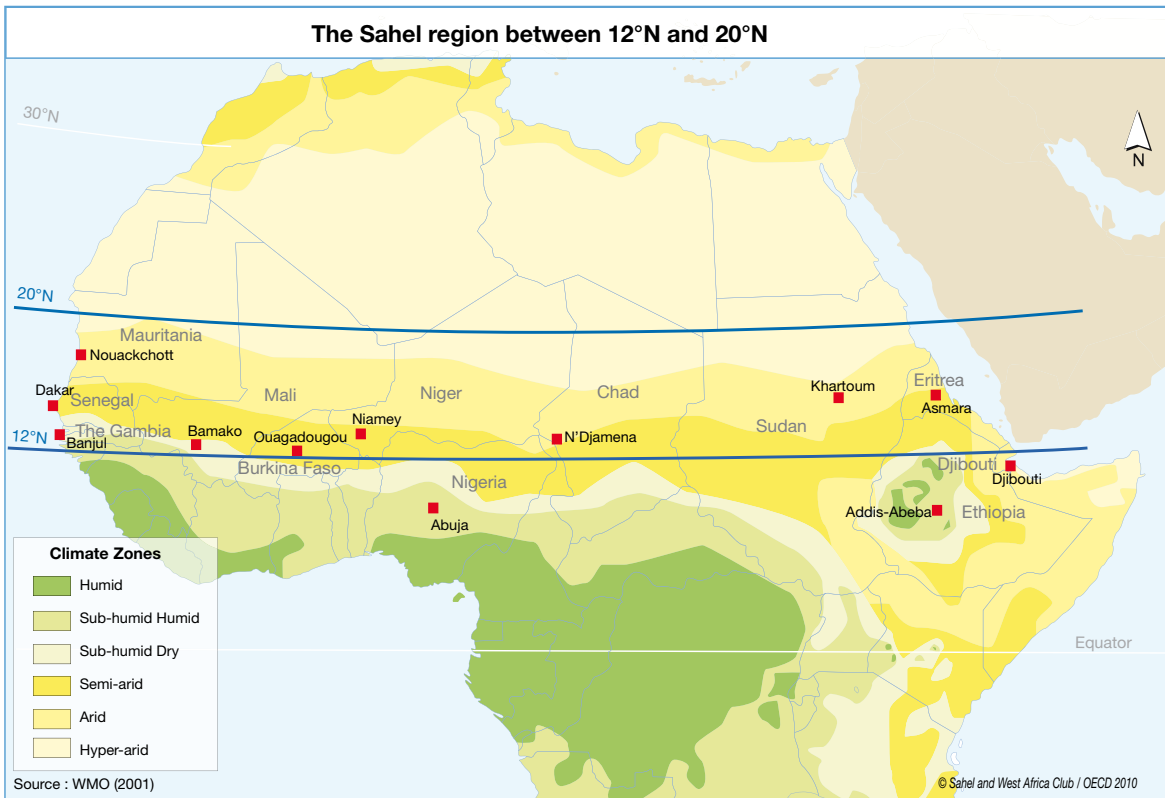 The Sahel region between 12°N and 20°N
30°N
N
20°N
Mauritania
Nouackchott
Dakar
Senegal
Mali
Niger
Chad
Khartoum
Eritrea
Asmara
The Gambia
Banjul
12°N
Bamako
Ouagadougou
Niamey
N'Djamena
Sudan
Burkina Faso
Nigeria
Djibouti
Djibouti
Abuja
Addis-Abeba
Ethiopia
Climate Zones
Humid
Sub-humid Humid
Sub-humid Dry
Semi-arid
Arid
Hyper-arid
Equator
Source : WMO (2001)
© Sahel and West Africa Club / OECD 2010